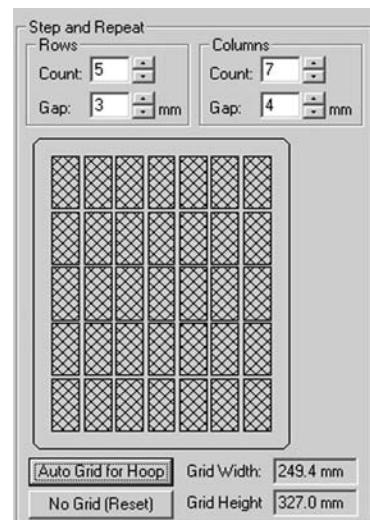 Step and Repeat
Rows
Columns
Count: 5
Count: 7
Gap: 3 mm
Gap: 4 mm
Auto Grid for Hoop
Grid Width: 249.4 mm
No Grid (Reset)
Grid Height 327.0 mm